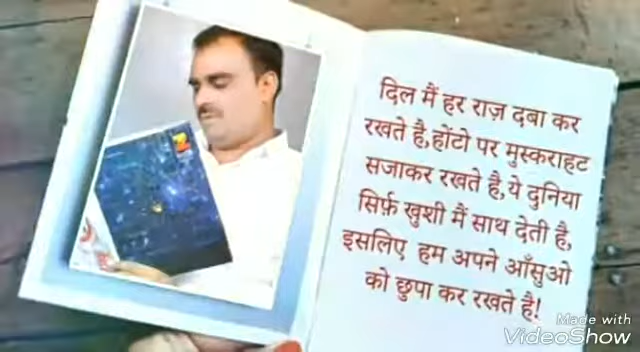 दिल मैं हर राज़ दबा कर
रखते है,होंटो पर मुस्कराहट
सजाकर रखते है,ये दुनिया
सिर्फ़ खुशी मैं साथ देती है,
इसलिए हम अपने आँसुओ
को छुपा कर रखते है!
Made with
VideoShow